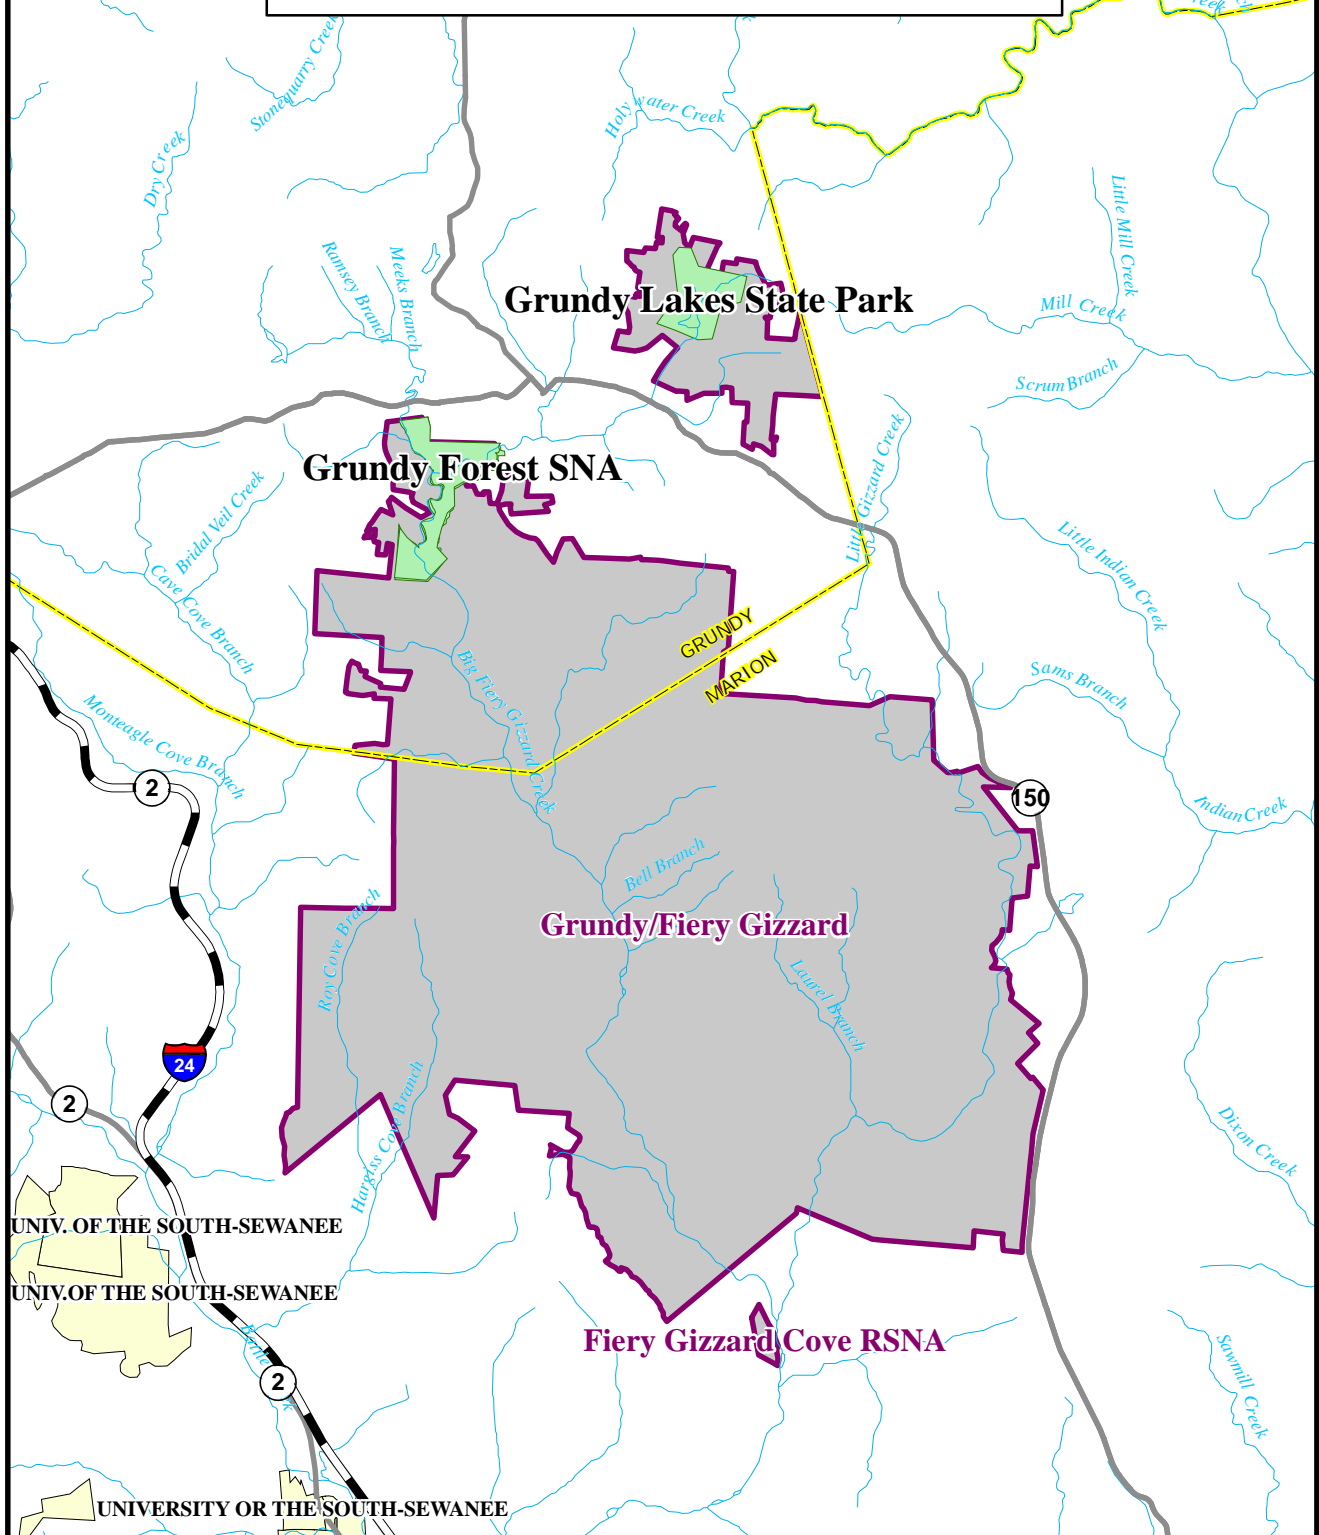 Creek
Stonequarry Creek
Holywater Creek
Dry Creek
Little Mill Creek
Ramsey Branch
Meeks Branch
Grundy Lakes State Park
Mill Creek
Scrum Branch
Grundy Forest SNA
Little Gizzard Creek
Bridal Veil Creek
Little Indian Creek
Cave Cove Branch
GRUNDY
MARION
Big Fiery Gizzard Creek
Sams Branch
Monteagle Cove Branch
2
150
Indian Creek
Bell Branch
Grundy/Fiery Gizzard
Roy Cove Branch
Laurel Branch
24
2
Hargiss Cove Branch
Dixon Creek
UNIV. OF THE SOUTH-SEWANEE
UNIV.OF THE SOUTH-SEWANEE
Fiery Gizzard Cove RSNA
Sawmill Creek
2
UNIVERSITY OR THE SOUTH-SEWANEE